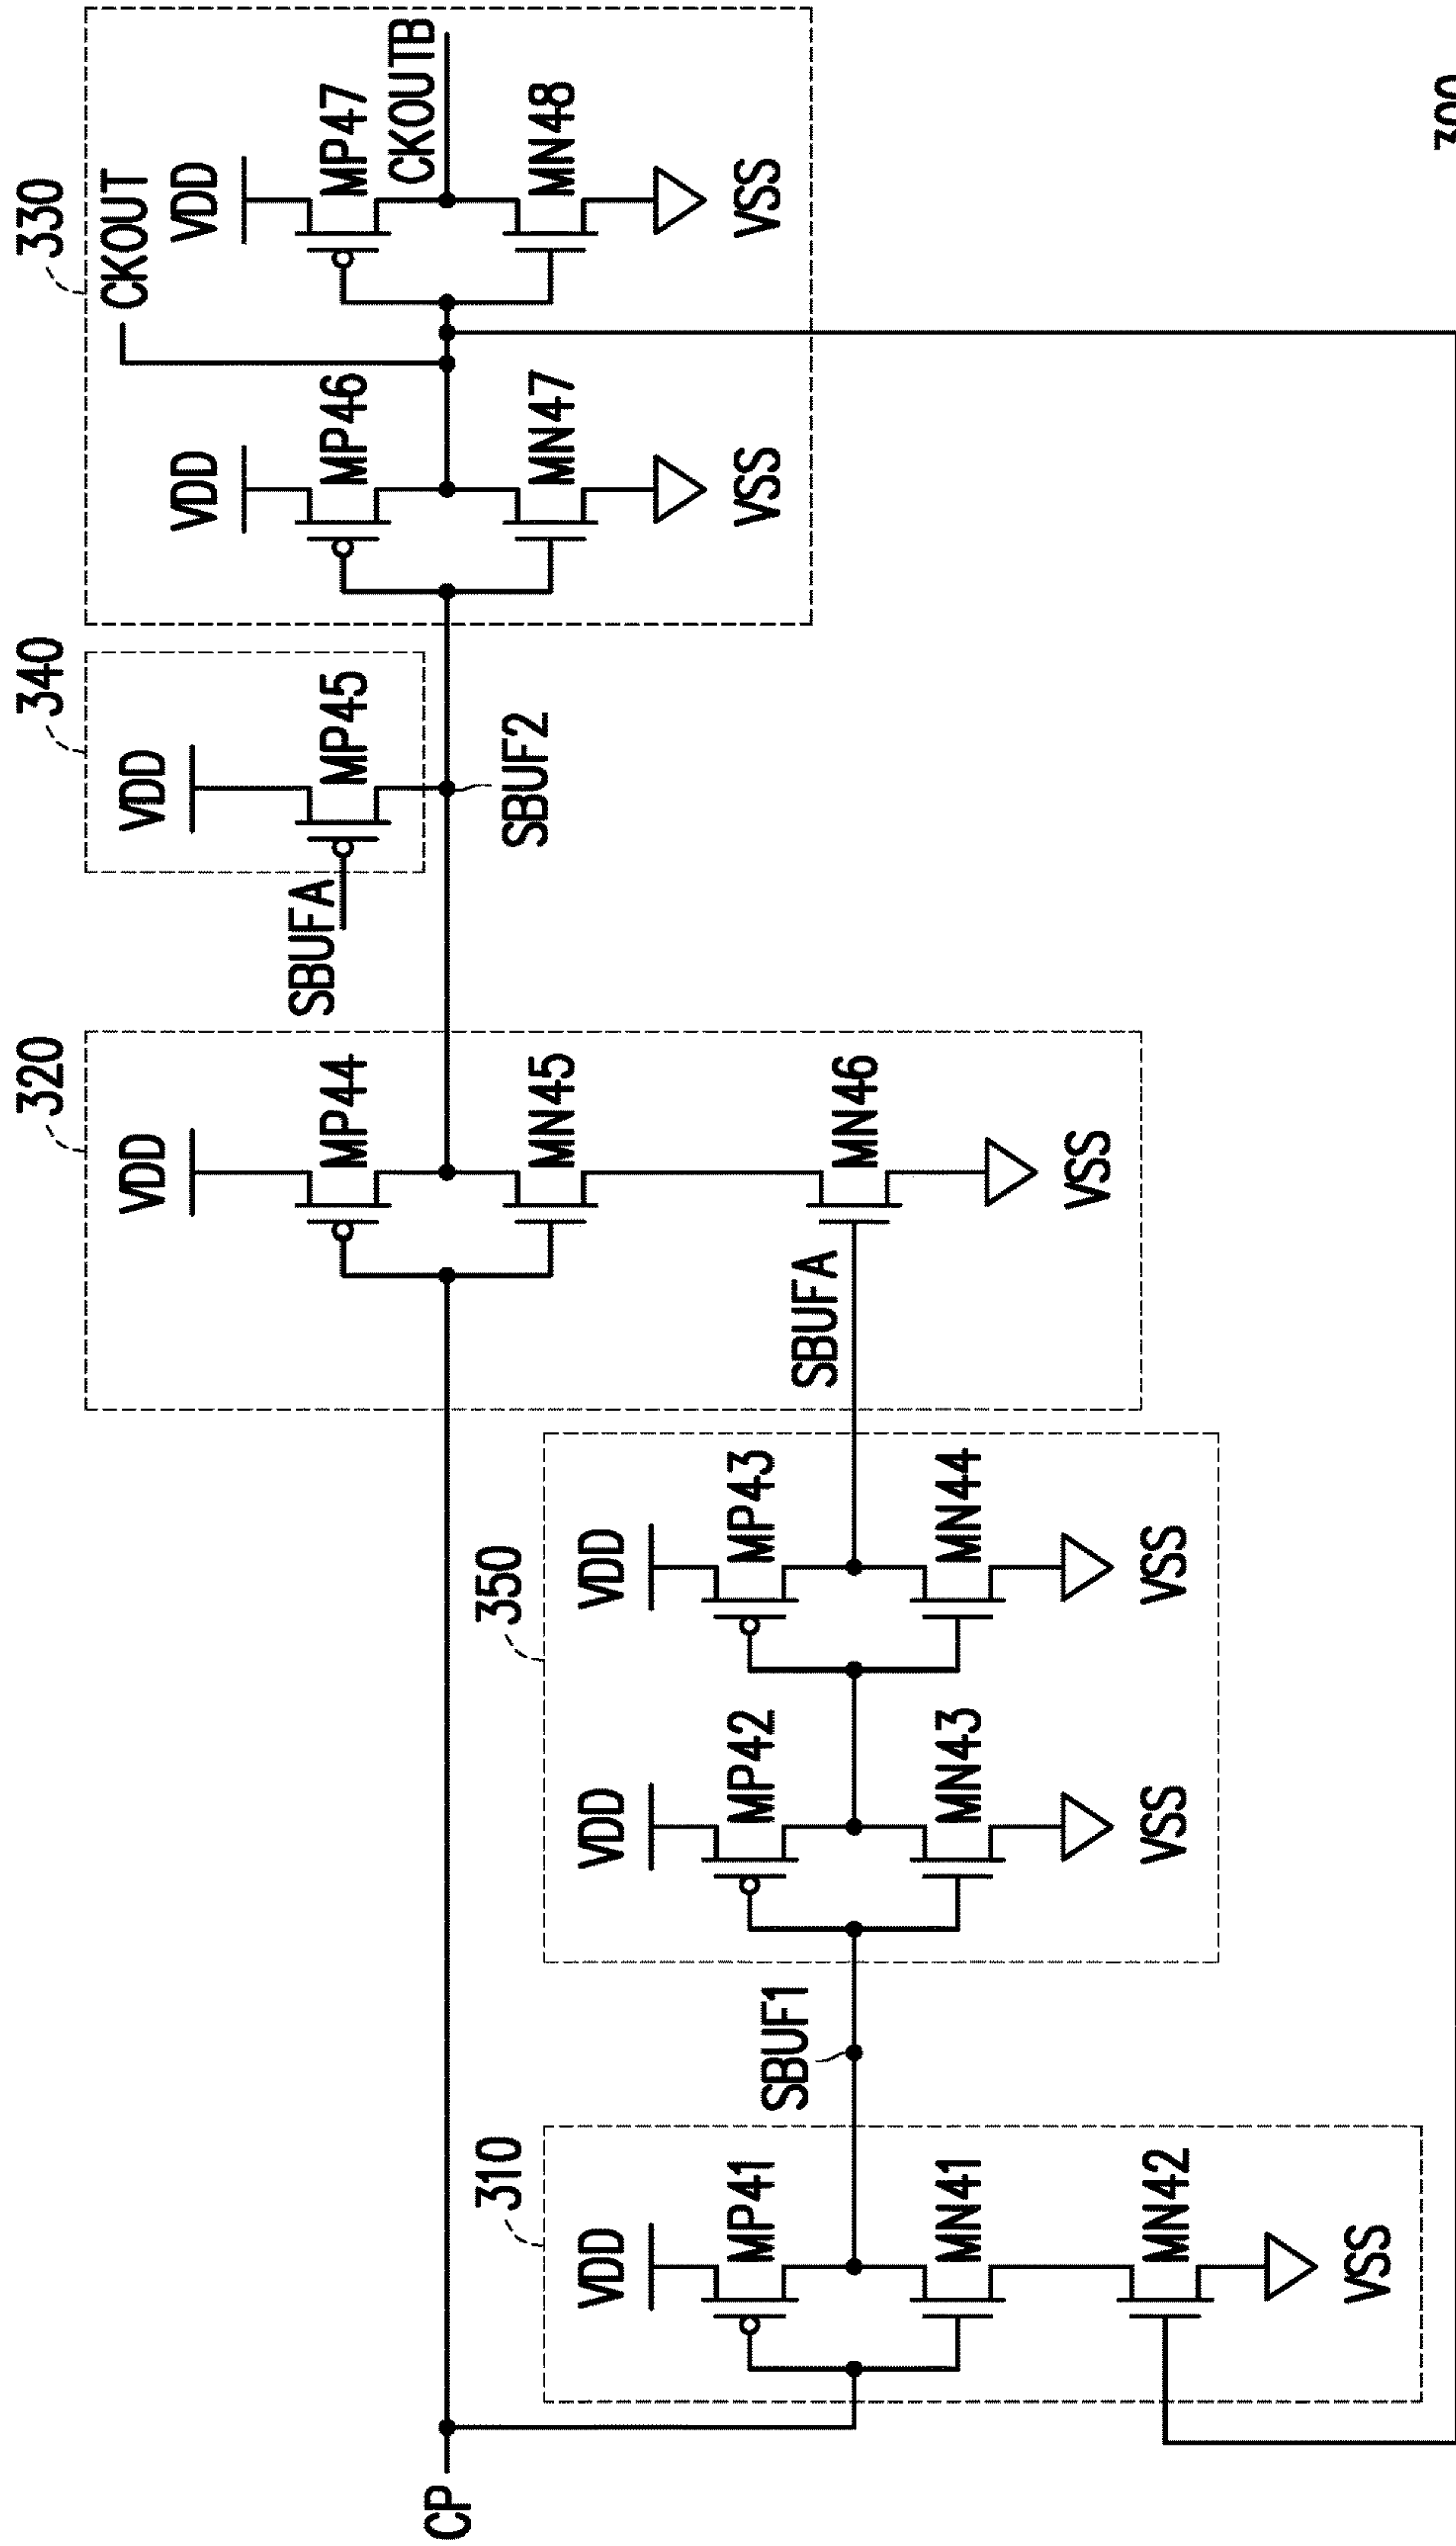 330
CKOUT
VDD
MP47
CKOUTB
MN48
VSS
VDD
MP46
MN47
VSS
340
VDD
MP45
SBUFA
SBUF2
320
VDD
MP44
MN45
MN46
SBUFA
VSS
350
VDD
MP43
MN44
VSS
VDD
MP42
MN43
VSS
SBUF1
310
VDD
MP41
MN41
MN42
VSS
CP
300